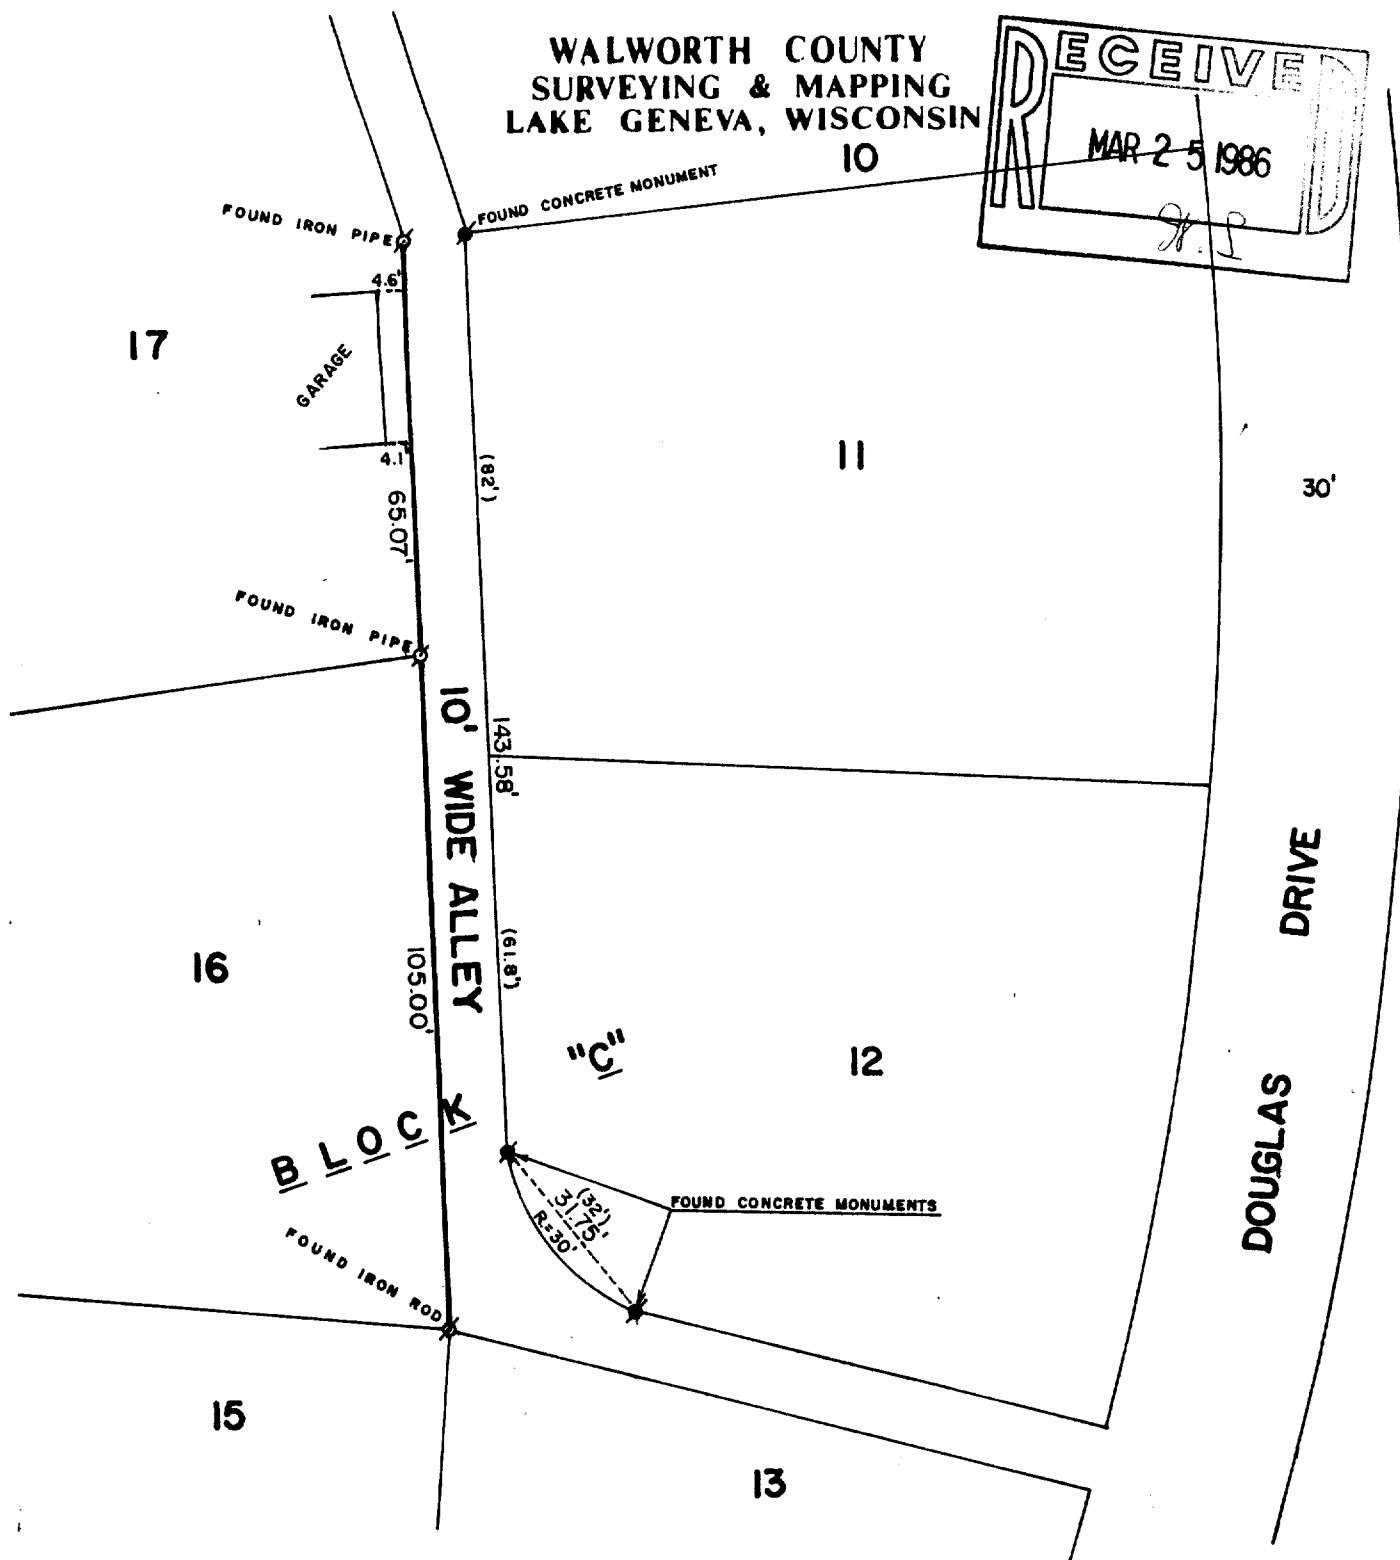 WALWORTH COUNTY
SURVEYING & MAPPING
LAKE GENEVA, WISCONSIN
RECEIVED
MAR 25 1986
10
FOUND CONCRETE MONUMENT
FOUND IRON PIPE
4.6'
17
GARAGE
4.1'
65.07'
(82')
11
30'
FOUND IRON PIPE
10' WIDE ALLEY
143.58'
DOUGLAS DRIVE
(61.8')
105.00'
16
BLOCK "C"
12
FOUND CONCRETE MONUMENTS
(32')
31.75'
R=30'
FOUND IRON ROD
15
13